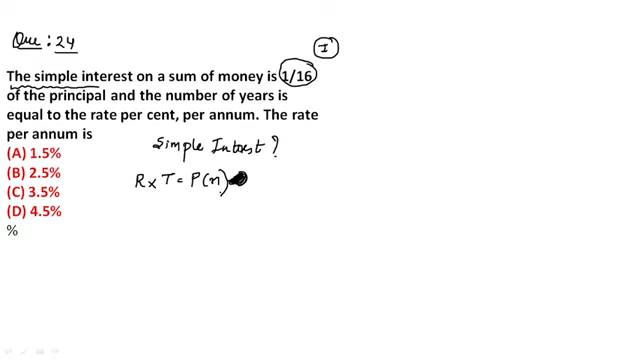 Que : 24
I
The simple interest on a sum of money is 1/16
of the principal and the number of years is
equal to the rate per cent, per annum. The rate
per annum is
Simple Intrest ?
(A) 1.5%
(B) 2.5%
R x T = P(n)
(C) 3.5%
(D) 4.5%
%